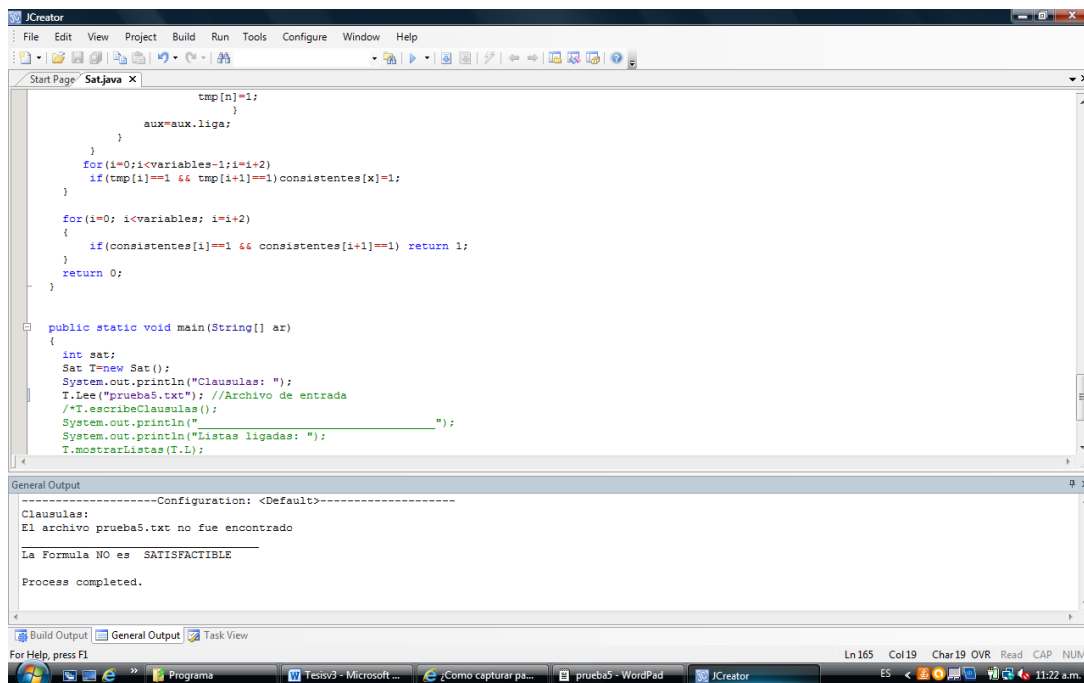 JCreator
File Edit View Project Build Run Tools Configure Window Help
Start Page Sat.java X
tmp[n]=1;
}
aux=aux.liga;
}
}
for(i=0;i<variables-1;i=i+2)
if(tmp[i]==1 && tmp[i+1]==1)consistentes[x]=1;
}
for(i=0; i<variables; i=i+2)
{
if(consistentes[i]==1 && consistentes[i+1]==1) return 1;
}
return 0;
}
public static void main(String[] ar)
{
int sat;
Sat T=new Sat();
System.out.println("Clausulas: ");
T.Lee("prueba5.txt"); //Archivo de entrada
/*T.escribeClausulas();
System.out.println("___________________________________");
System.out.println("Listas ligadas: ");
T.mostrarListas(T.L);
General Output
--------------------Configuration: <Default>--------------------
Clausulas:
El archivo prueba5.txt no fue encontrado
___________________________________
La Formula NO es SATISFACTIBLE
Process completed.
Build Output General Output Task View
For Help, press F1 Ln 165 Col 19 Char 19 OVR Read CAP NUM
Programa Tesisv3 - Microsoft ... ¿Como capturar pa... prueba5 - WordPad JCreator ES 11:22 a.m.